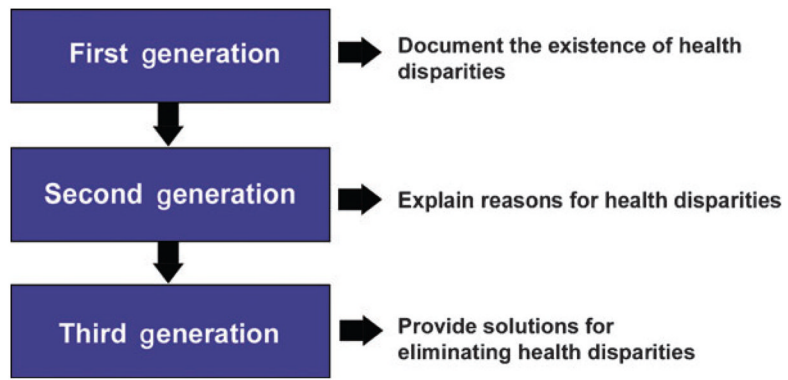 First generation
Document the existence of health
disparities
Second generation
Explain reasons for health disparities
Third generation
Provide solutions for
eliminating health disparities